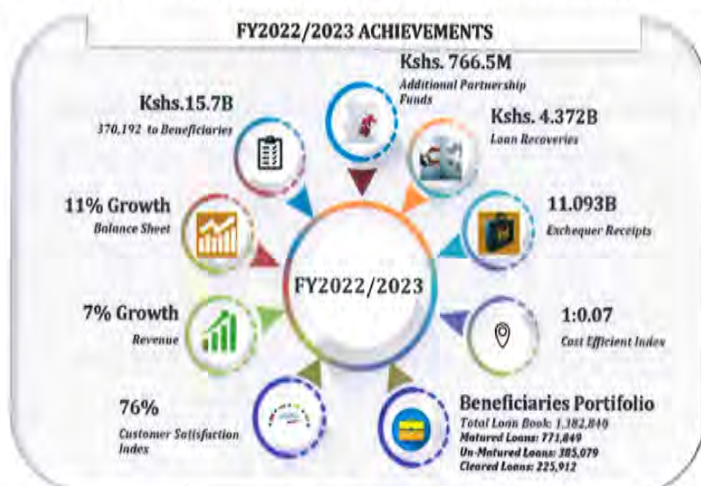 FY2022/2023 ACHIEVEMENTS
Kshs. 766.5M
Additional Partnership
Funds
Kshs. 4.372B
Loan Recoveries
11.093B
Exchequer Receipts
1:0.07
Cost Efficient Index
Beneficiaries Portifolio
Total Loan Book: 1,382,840
Matured Loans: 771,849
Un-Matured Loans: 385,079
Cleared Loans: 225,912
76%
Customer Satisfaction
Index
7% Growth
Revenue
11% Growth
Balance Sheet
Kshs.15.7B
370,192 to Beneficiaries
FY2022/2023